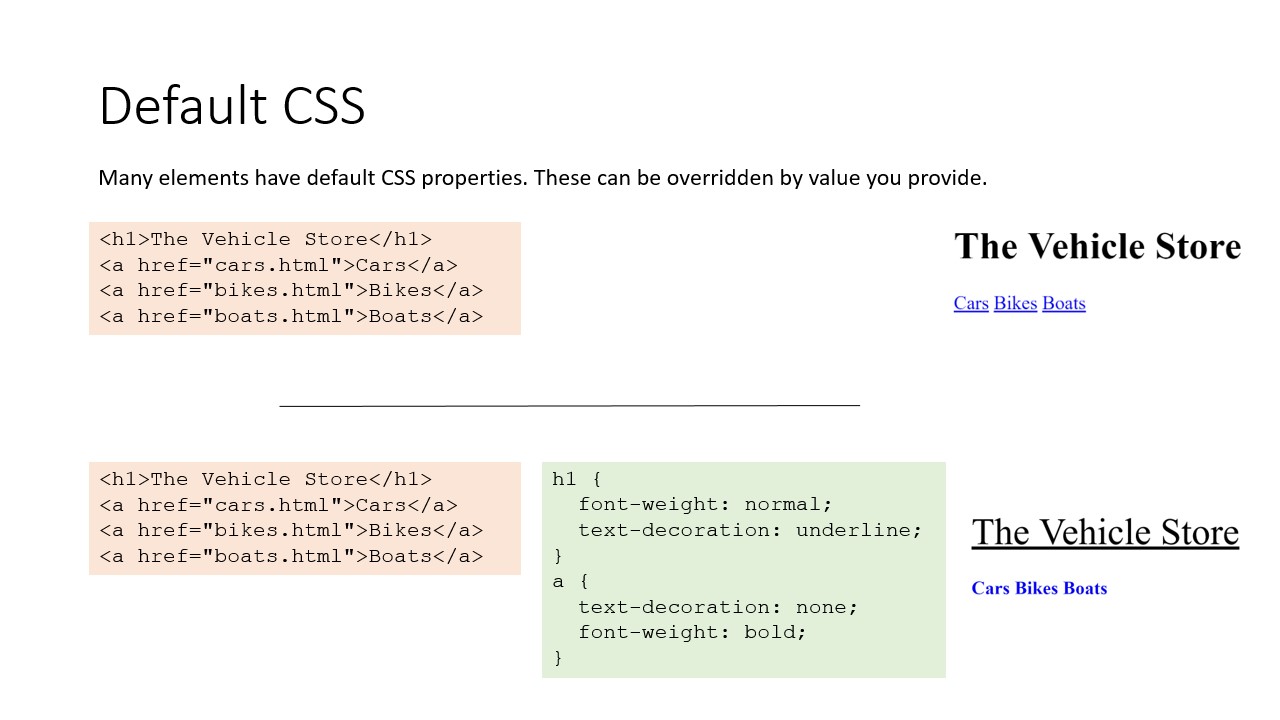 Default CSS
Many elements have default CSS properties. These can be overridden by value you provide.
<h1>The Vehicle Store</h1>
<a href="cars.html">Cars</a>
<a href="bikes.html">Bikes</a>
<a href="boats.html">Boats</a>
The Vehicle Store
Cars Bikes Boats
<h1>The Vehicle Store</h1>
<a href="cars.html">Cars</a>
<a href="bikes.html">Bikes</a>
<a href="boats.html">Boats</a>
h1 {
  font-weight: normal;
  text-decoration: underline;
}
a {
  text-decoration: none;
  font-weight: bold;
}
The Vehicle Store
Cars Bikes Boats